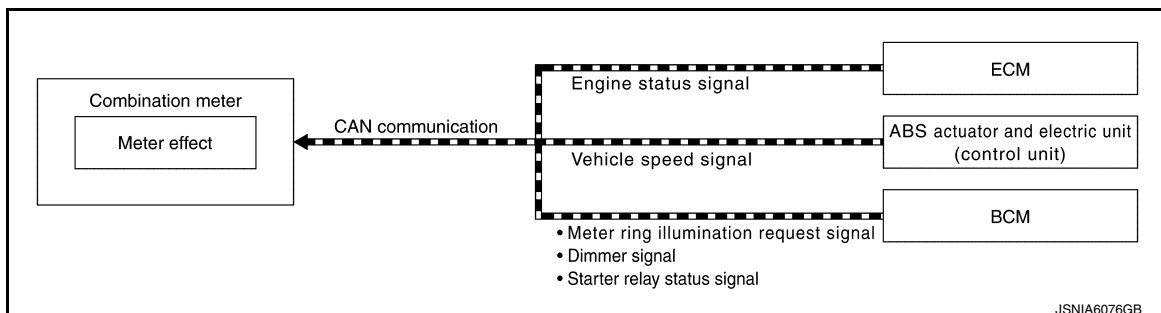 Combination meter
Meter effect
CAN communication
Engine status signal
ECM
Vehicle speed signal
ABS actuator and electric unit
(control unit)
BCM
• Meter ring illumination request signal
• Dimmer signal
• Starter relay status signal
JSNIA6076GB